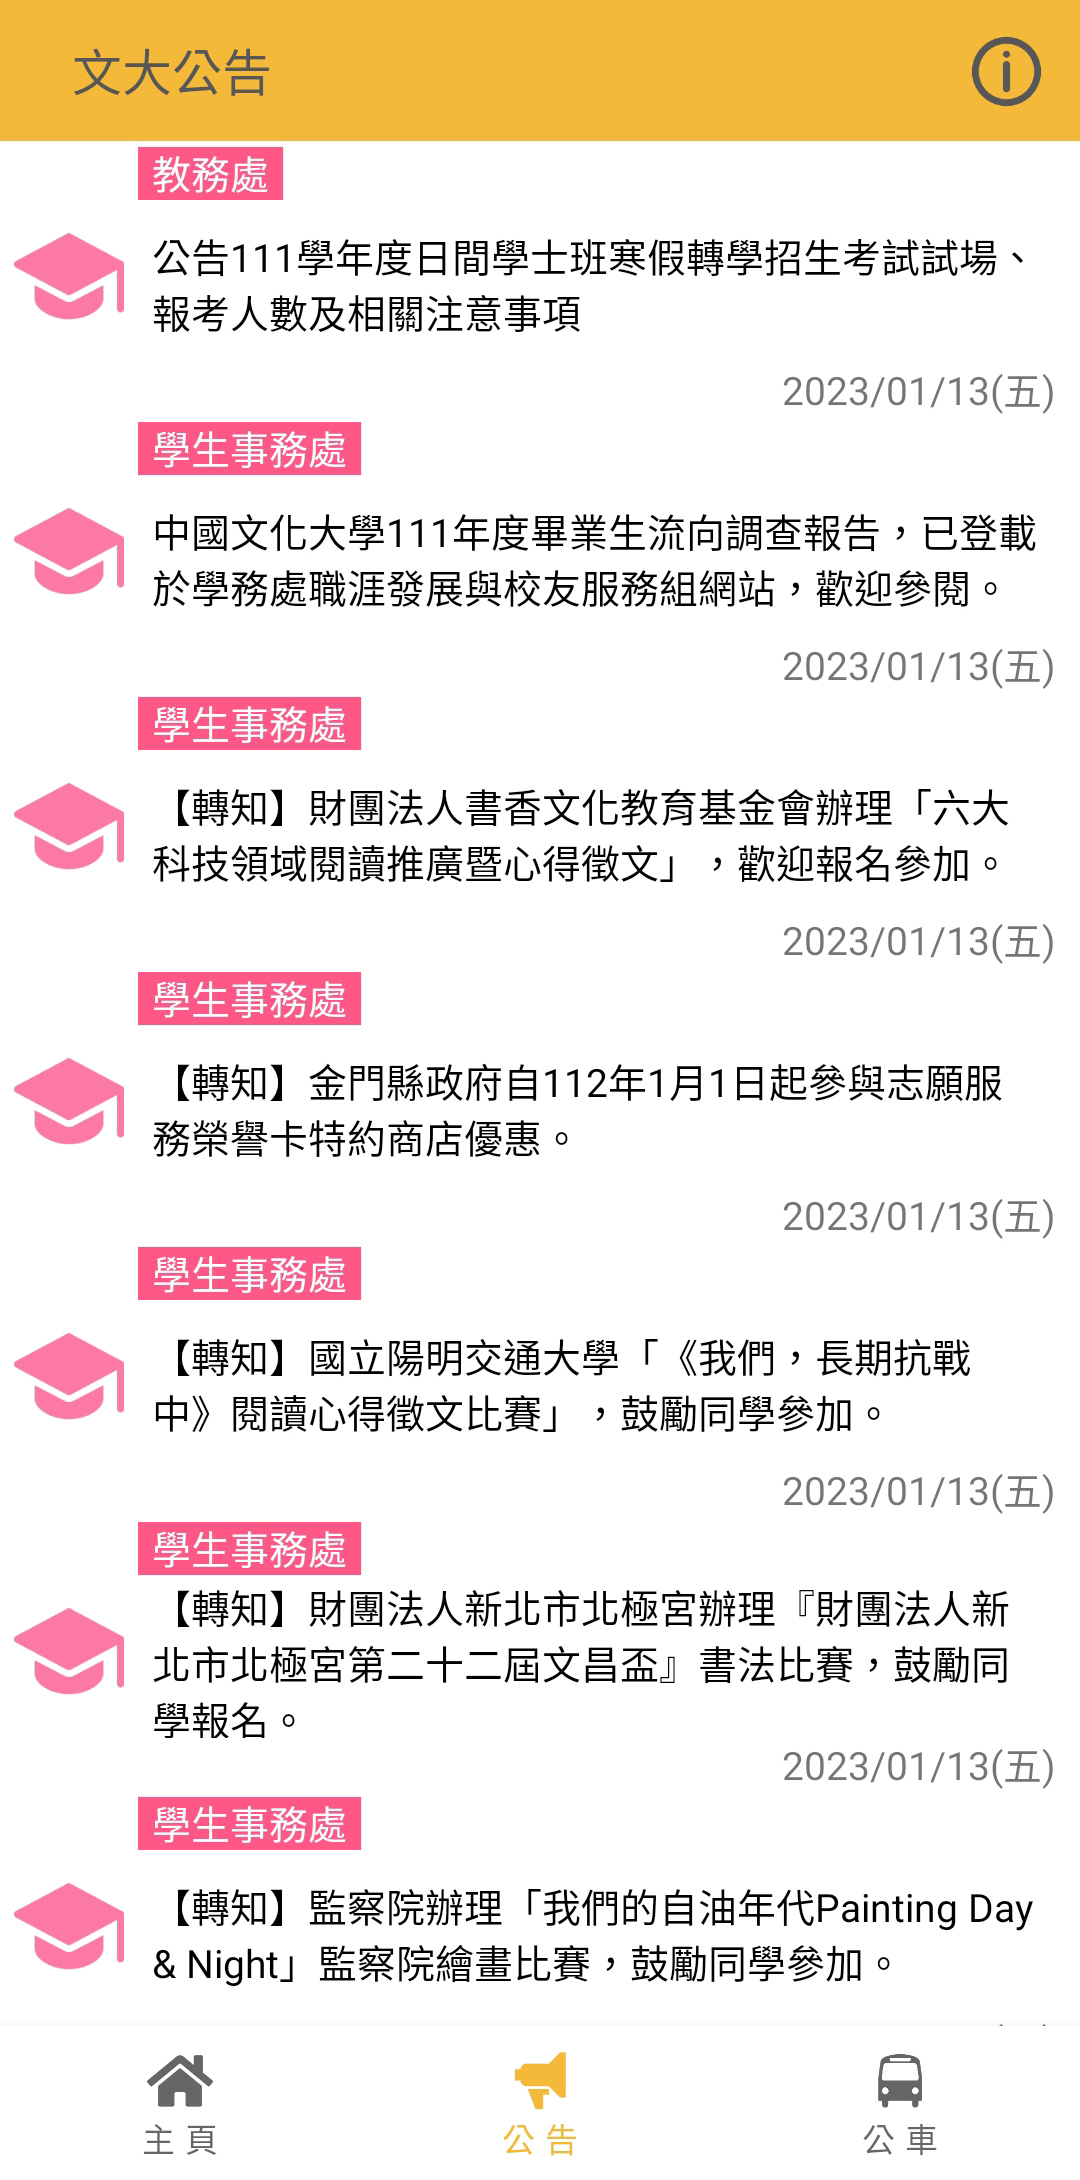 文大公告
教務處
公告111學年度日間學士班寒假轉學招生考試試場、
報考人數及相關注意事項
2023/01/13(五)
學生事務處
中國文化大學111年度畢業生流向調查報告，已登載
於學務處職涯發展與校友服務組網站，歡迎參閱。
2023/01/13(五)
學生事務處
【轉知】財團法人書香文化教育基金會辦理「六大
科技領域閱讀推廣暨心得徵文」，歡迎報名參加。
2023/01/13(五)
學生事務處
【轉知】金門縣政府自112年1月1日起參與志願服
務榮譽卡特約商店優惠。
2023/01/13(五)
學生事務處
【轉知】國立陽明交通大學「《我們，長期抗戰
中》閱讀心得徵文比賽」，鼓勵同學參加。
2023/01/13(五)
學生事務處
【轉知】財團法人新北市北極宮辦理『財團法人新
北市北極宮第二十二屆文昌盃』書法比賽，鼓勵同
學報名。
2023/01/13(五)
學生事務處
【轉知】監察院辦理「我們的自油年代Painting Day
& Night」監察院繪畫比賽，鼓勵同學參加。
主頁
公告
公車